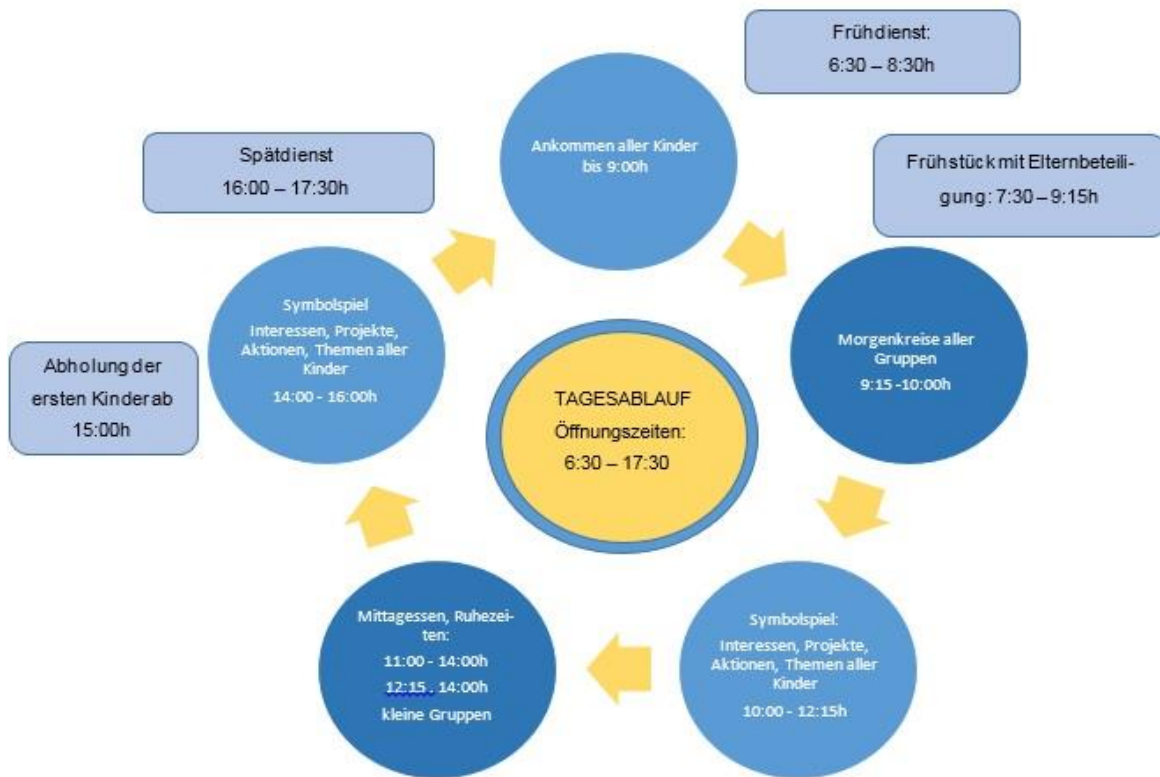 Frühdienst:
6:30 – 8:30h
Ankommen aller Kinder
bis 9:00h
Spätdienst
16:00 – 17:30h
Frühstück mit Elternbeteili-
gung: 7:30 – 9:15h
Symbolspiel
Interessen, Projekte,
Aktionen, Themen aller
Kinder
14:00 - 16:00h
Morgenkreise aller
Gruppen
9:15 -10:00h
Abholung der
ersten Kinder ab
15:00h
TAGESABLAUF
Öffnungszeiten:
6:30 – 17:30
Mittagessen, Ruhezei-
ten:
11:00 - 14:00h
12:15 - 14:00h
kleine Gruppen
Symbolspiel:
Interessen, Projekte,
Aktionen, Themen aller
Kinder
10:00 - 12:15h